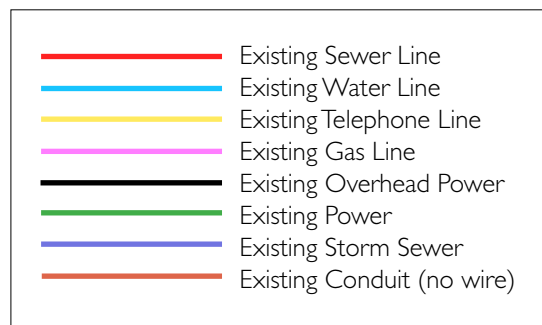 Existing Sewer Line
Existing Water Line
Existing Telephone Line
Existing Gas Line
Existing Overhead Power
Existing Power
Existing Storm Sewer
Existing Conduit (no wire)